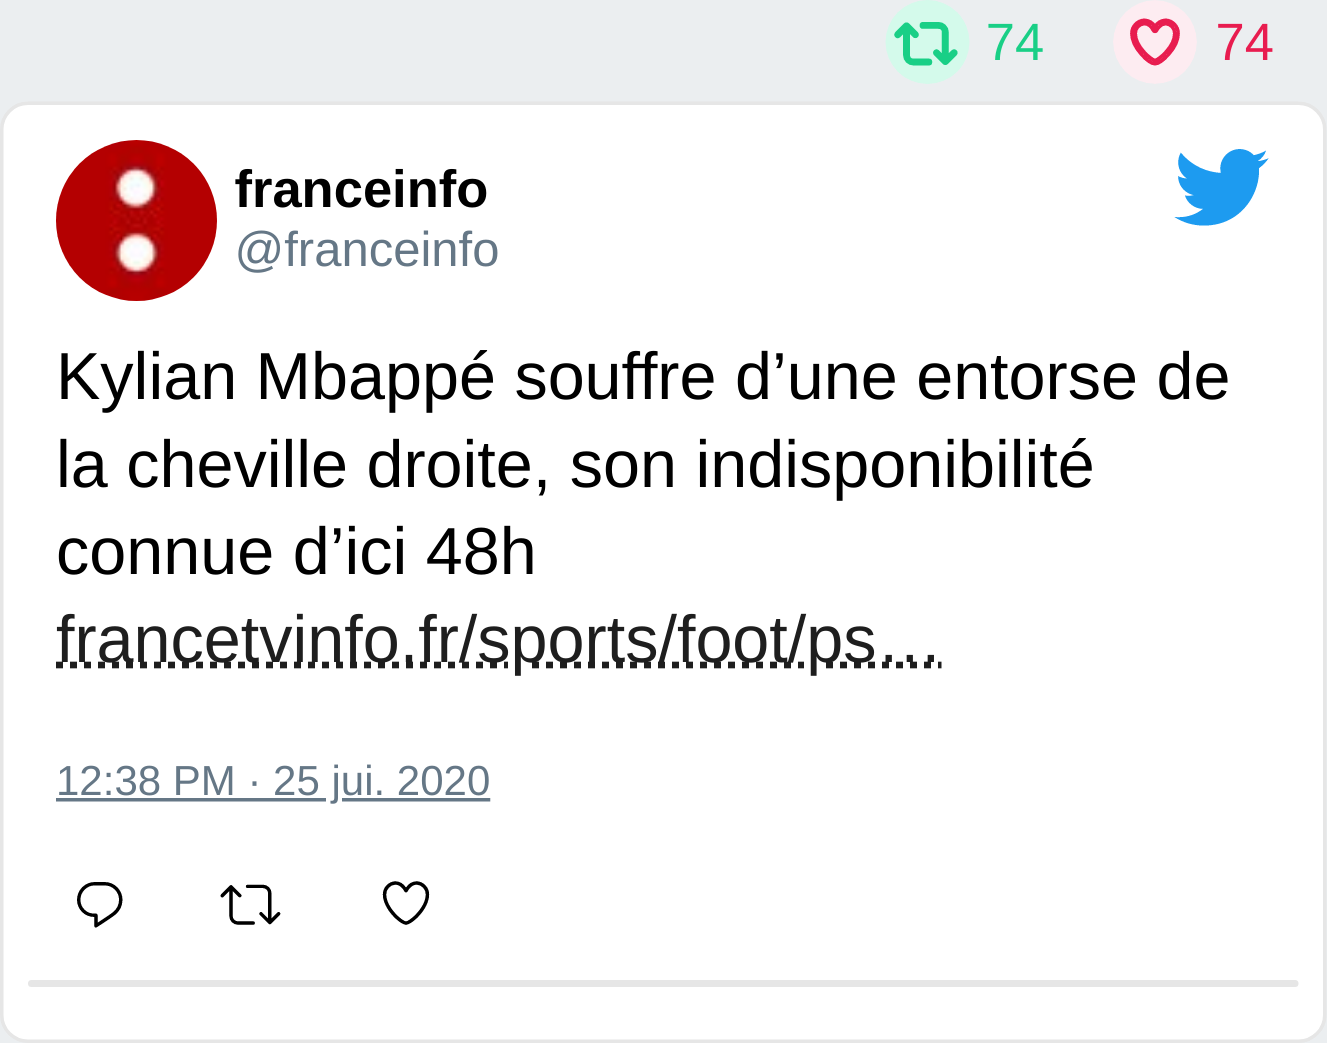 74 74
franceinfo
@franceinfo
Kylian Mbappé souffre d’une entorse de
la cheville droite, son indisponibilité
connue d’ici 48h
francetvinfo.fr/sports/foot/ps…
12:38 PM · 25 jui. 2020